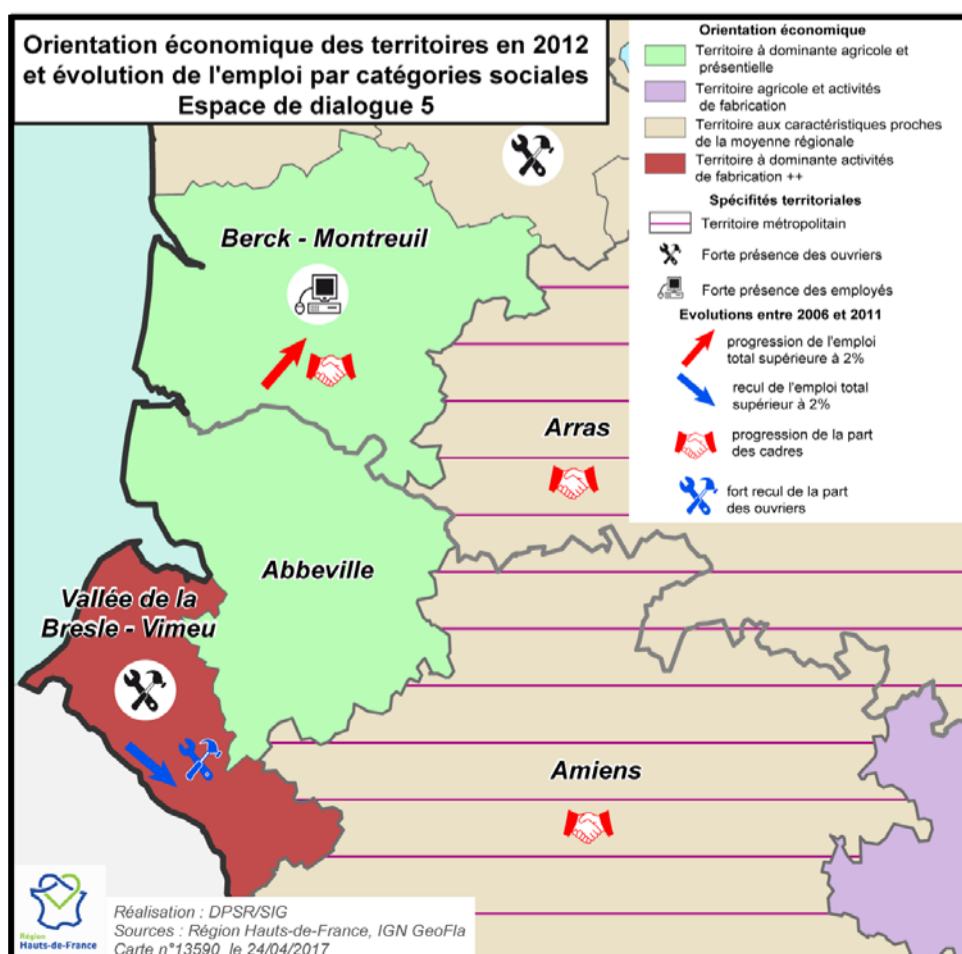 Orientation économique des territoires en 2012
et évolution de l'emploi par catégories sociales
Espace de dialogue 5
Orientation économique
Territoire à dominante agricole et
présentielle
Territoire agricole et activités
de fabrication
Territoire aux caractéristiques proches
de la moyenne régionale
Territoire à dominante activités
de fabrication ++
Spécifités territoriales
Territoire métropolitain
Forte présence des ouvriers
Forte présence des employés
Evolutions entre 2006 et 2011
progression de l'emploi
total supérieure à 2%
recul de l'emploi total
supérieur à 2%
progression de la part
des cadres
fort recul de la part
des ouvriers
Berck - Montreuil
Arras
Abbeville
Vallée de la
Bresle - Vimeu
Amiens
Région
Hauts-de-France
Réalisation : DPSR/SIG
Sources : Région Hauts-de-France, IGN GeoFla
Carte n°13590 le 24/04/2017